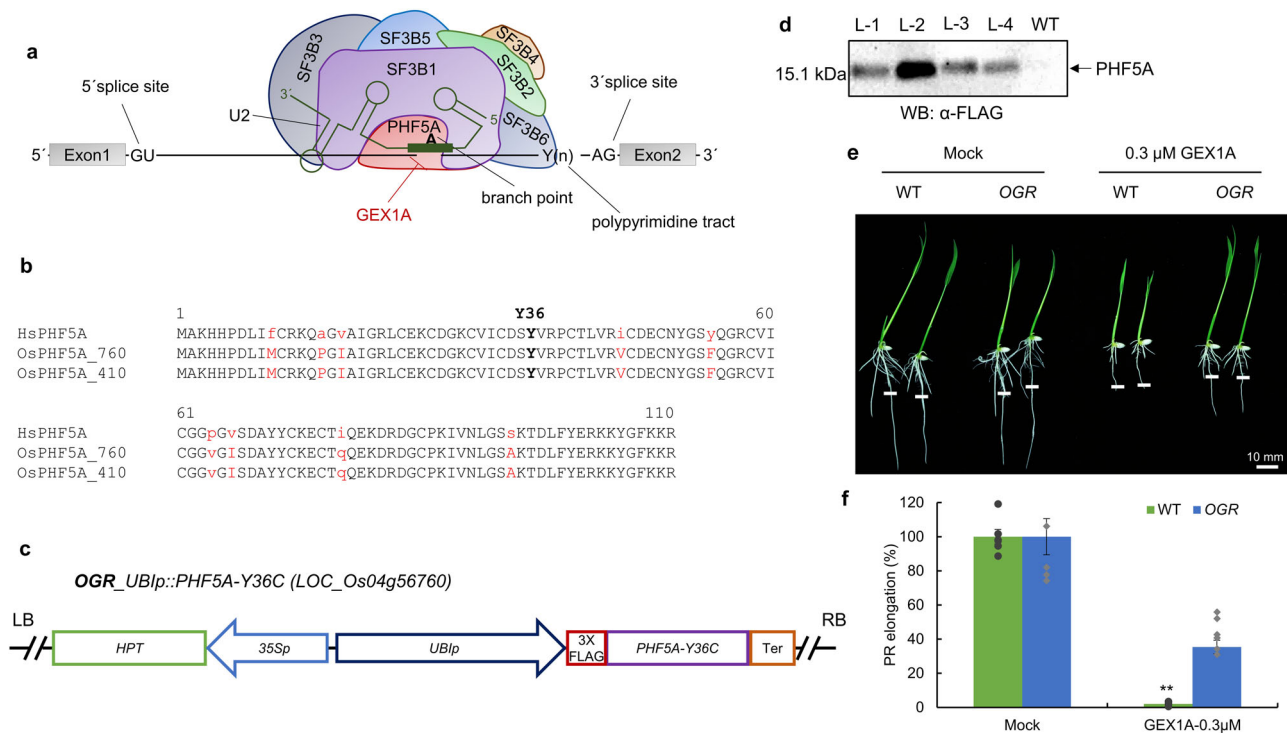 a
SF3B3
SF3B5
SF3B4
SF3B1
SF3B2
SF3B6
5´splice site
3´splice site
U2
3´
5´
PHF5A
A
5´ Exon1 GU Y(n) AG Exon2 3´
GEX1A
branch point
polypyrimidine tract
b
1 Y36 60
HsPHF5A MAKHHPDLIfCRKQaGvAIGRLCEKCDGKCVICDSYVRPCTLVRiCDECNYGSyQGRCVI
OsPHF5A_760 MAKHHPDLIMCRKQPGIAIGRLCEKCDGKCVICDSYVRPCTLVRVCDECNYGSFQGRCVI
OsPHF5A_410 MAKHHPDLIMCRKQPGIAIGRLCEKCDGKCVICDSYVRPCTLVRVCDECNYGSFQGRCVI
61 110
HsPHF5A CGGpGvSDAYYCKECTiQEKDRDGCPKIVNLGSsKTDLFYERKKYGFKKR
OsPHF5A_760 CGGvGISDAYYCKECTqQEKDRDGCPKIVNLGSAKTDLFYERKKYGFKKR
OsPHF5A_410 CGGvGISDAYYCKECTqQEKDRDGCPKIVNLGSAKTDLFYERKKYGFKKR
c
OGR_UBIp::PHF5A-Y36C (LOC_Os04g56760)
LB RB
HPT 35Sp UBIp 3X FLAG PHF5A-Y36C Ter
d
L-1 L-2 L-3 L-4 WT
15.1 kDa PHF5A
WB: α-FLAG
e
Mock 0.3 µM GEX1A
WT OGR WT OGR
10 mm
f
WT OGR
PR elongation (%)
120
100
80
60
40
20
0
**
Mock GEX1A-0.3µM